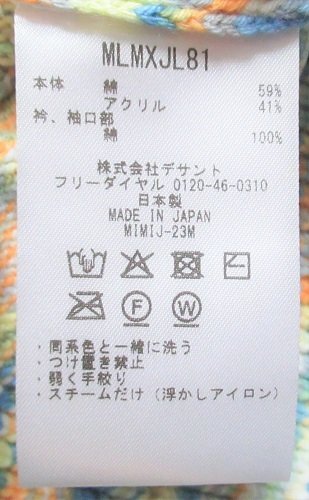 MLMXJL81
本体 綿 59%
アクリル 41%
衿、袖口部
綿 100%
株式会社デサント
フリーダイヤル 0120-46-0310
日本製
MADE IN JAPAN
MIMIJ-23M
F W
・同系色と一緒に洗う
・つけ置き禁止
・弱く手絞り
・スチームだけ（浮かしアイロン）